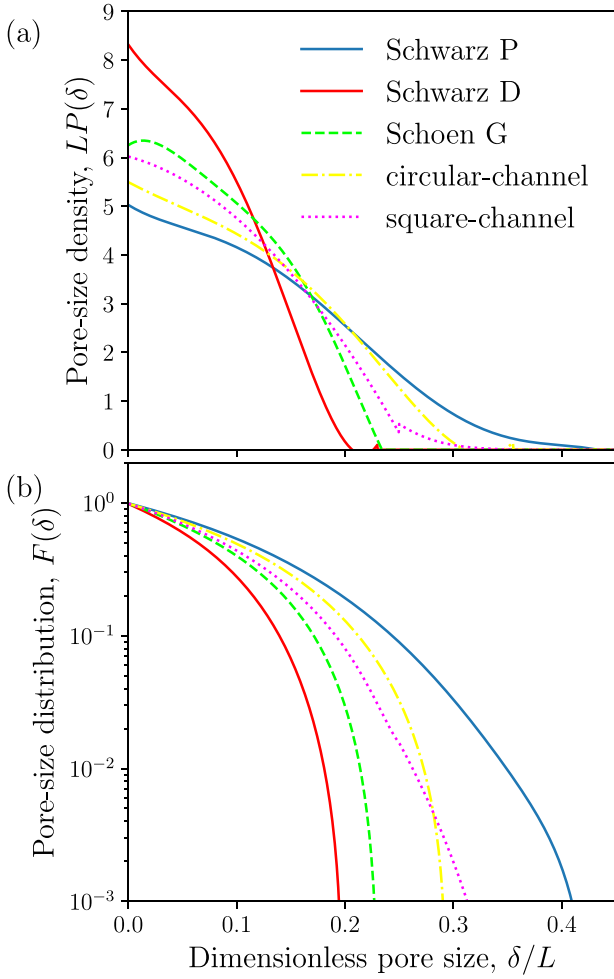 (a)
9
8
7
6
5
4
3
2
1
0
Pore-size density, LP(δ)
Schwarz P
Schwarz D
Schoen G
circular-channel
square-channel
(b)
10⁰
10⁻¹
10⁻²
10⁻³
Pore-size distribution, F(δ)
0.0 0.1 0.2 0.3 0.4
Dimensionless pore size, δ/L